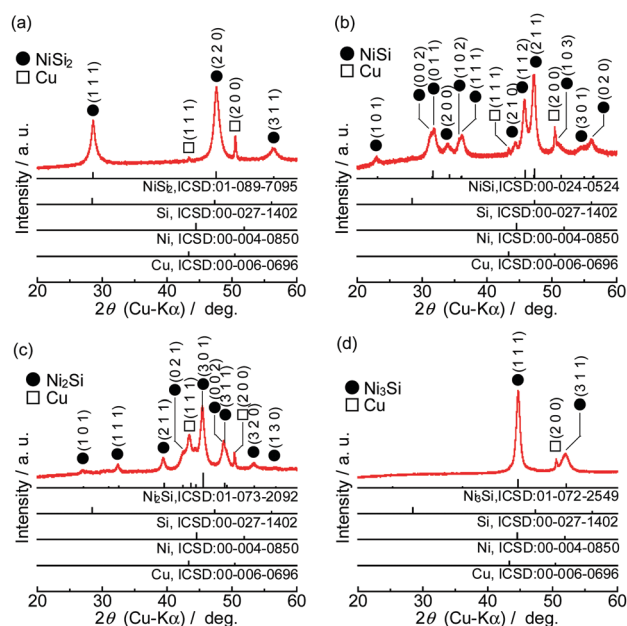 (a)
● NiSi2
□ Cu
●(1 1 1)
□(1 1 1)
●(2 2 0)
□(2 0 0)
●(3 1 1)
Intensity / a. u.
NiSi2,ICSD:01-089-7095
Si, ICSD:00-027-1402
Ni, ICSD:00-004-0850
Cu, ICSD:00-006-0696
20 30 40 50 60
2θ (Cu-Kα) / deg.
(b)
● NiSi
□ Cu
●(1 0 1)
●(0 0 2)
●(0 1 1)
●(2 0 0)
●(1 0 2)
●(1 1 1)
□(1 1 1)
●(2 1 0)
●(1 1 2)
●(2 1 1)
□(2 0 0)
●(1 0 3)
●(3 0 1)
●(0 2 0)
Intensity / a. u.
NiSi,ICSD:00-024-0524
Si, ICSD:00-027-1402
Ni, ICSD:00-004-0850
Cu, ICSD:00-006-0696
20 30 40 50 60
2θ (Cu-Kα) / deg.
(c)
● Ni2Si
□ Cu
●(1 0 1)
●(1 1 1)
●(2 1 1)
●(0 2 1)
□(1 1 1)
●(3 0 1)
●(0 0 2)
●(3 1 1)
□(2 0 0)
●(3 2 0)
●(1 3 0)
Intensity / a. u.
Ni2Si,ICSD:01-073-2092
Si, ICSD:00-027-1402
Ni, ICSD:00-004-0850
Cu, ICSD:00-006-0696
20 30 40 50 60
2θ (Cu-Kα) / deg.
(d)
● Ni3Si
□ Cu
●(1 1 1)
□(2 0 0)
●(3 1 1)
Intensity / a. u.
Ni3Si,ICSD:01-072-2549
Si, ICSD:00-027-1402
Ni, ICSD:00-004-0850
Cu, ICSD:00-006-0696
20 30 40 50 60
2θ (Cu-Kα) / deg.